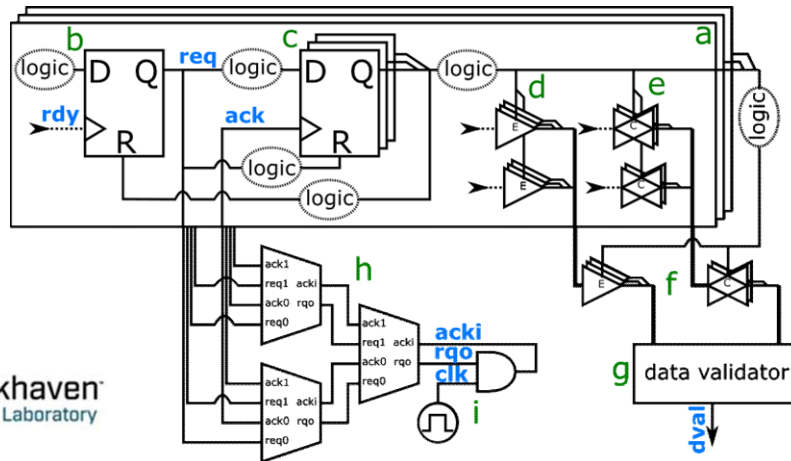 a
b
c
logic
D Q
req
logic
D Q
logic
d
e
rdy
ack
E
C
logic
R
R
logic
logic
E
C
ack1
h
req1 acki
ack0 rqo
req0
E
f
C
ack1
req1 acki
ack0 rqo
req0
acki
rqo
clk
ack1
req1 acki
ack0 rqo
req0
i
g
data validator
dval
khaven™
Laboratory